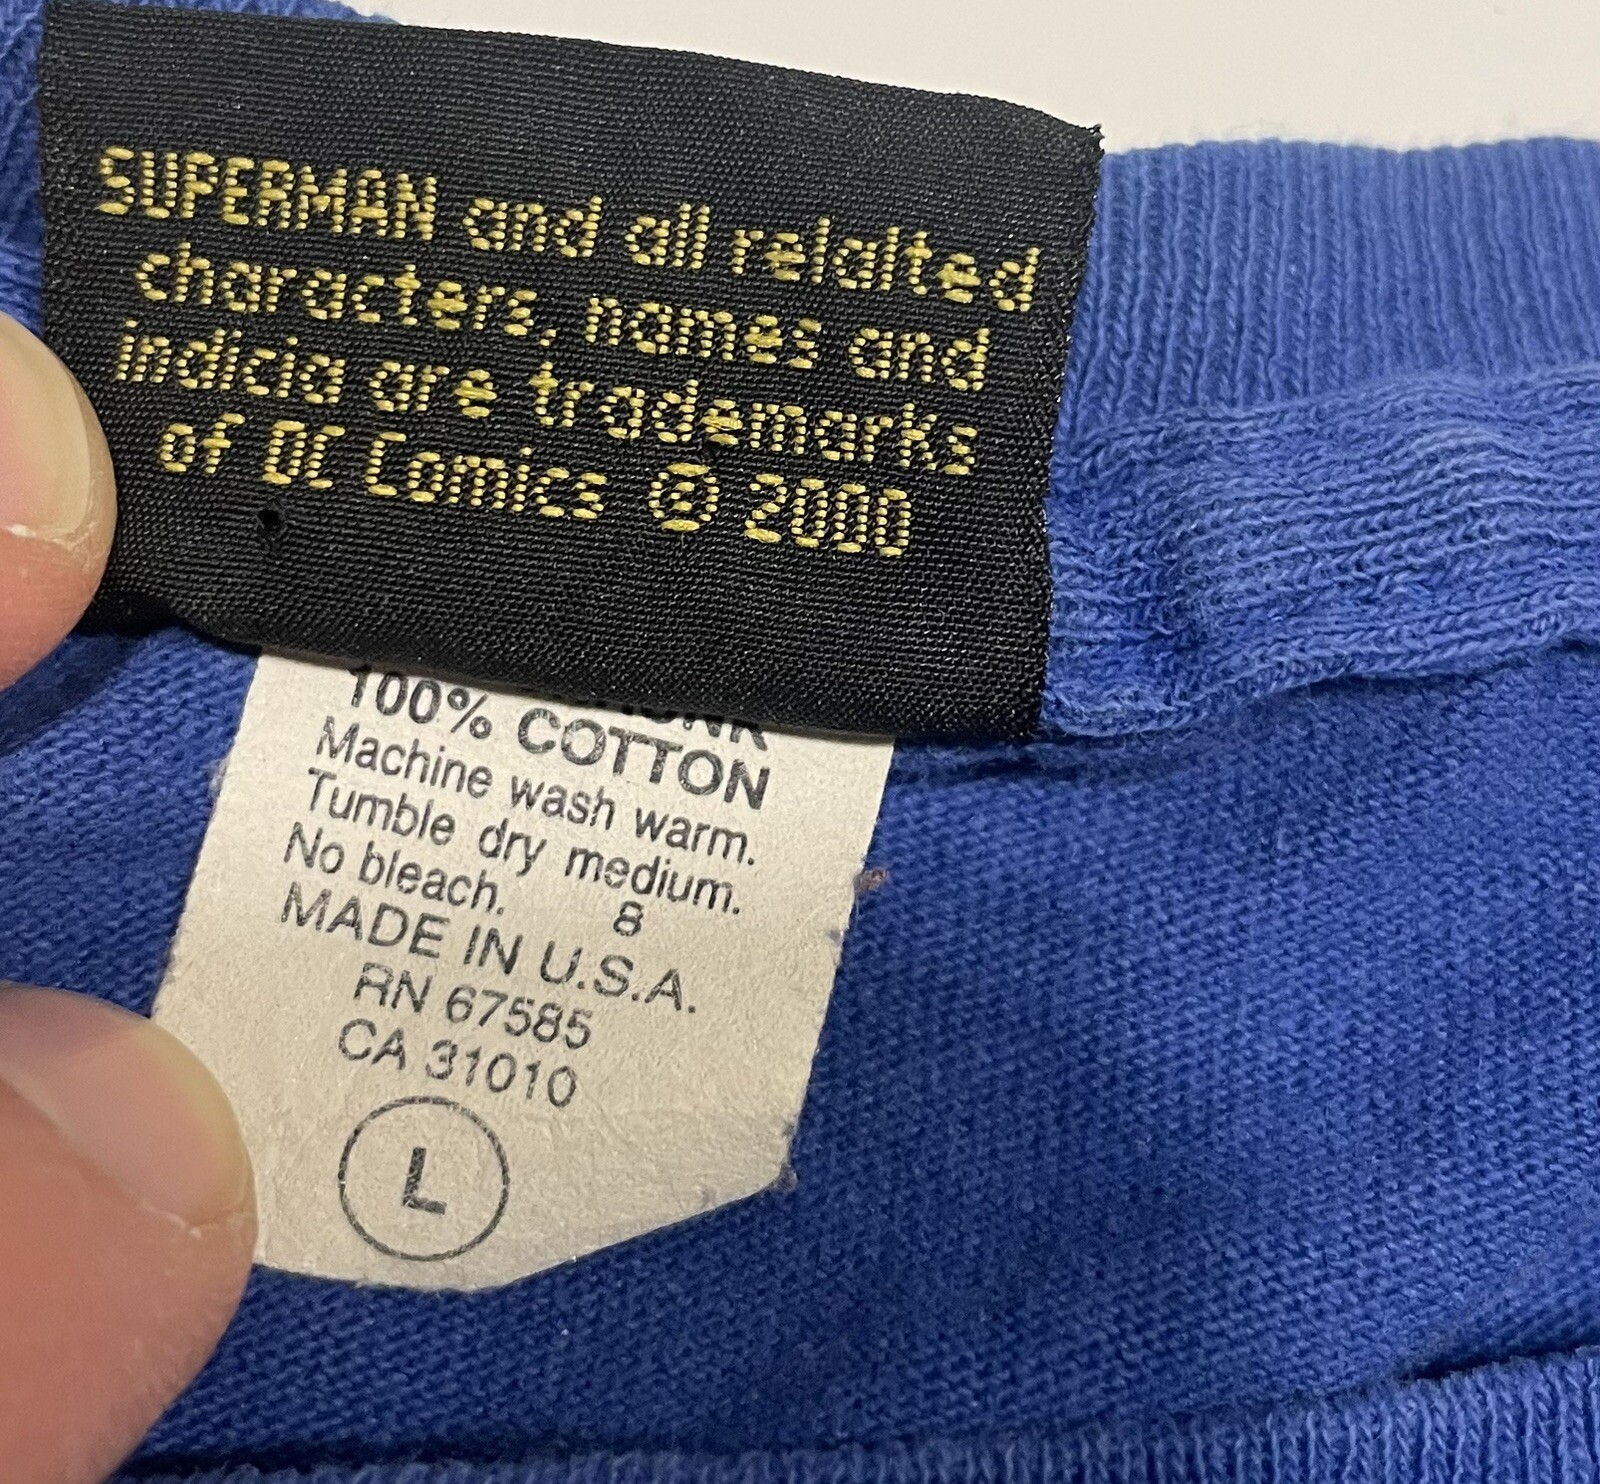 SUPERMAN and all relalted
characters, names and
indicia are trademarks
of DC Comics © 2000
100% COTTON
Machine wash warm.
Tumble dry medium.
No bleach. 8
MADE IN U.S.A.
RN 67585
CA 31010
L